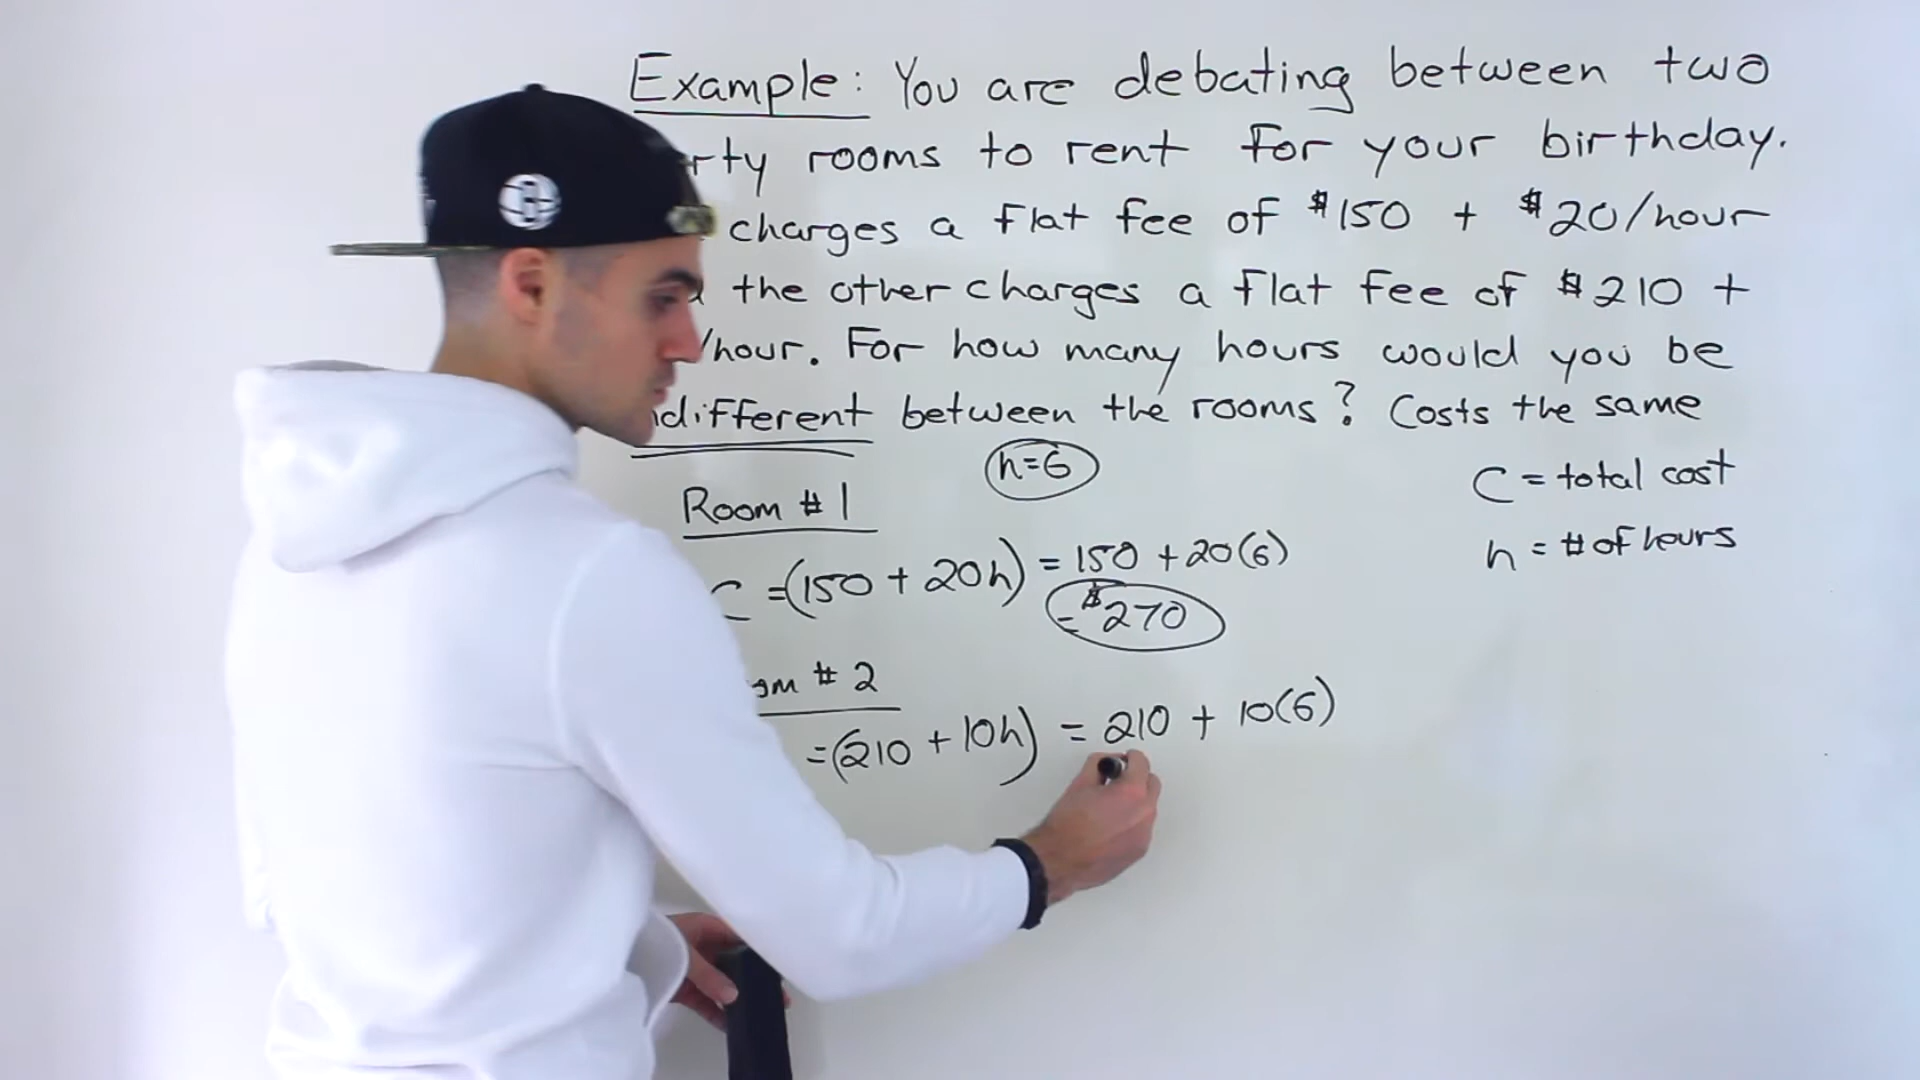 Example: You are debating between two
rty rooms to rent for your birthday.
charges a flat fee of $150 + $20/hour
the other charges a flat fee of $210 +
/hour. For how many hours would you be
ndifferent between the rooms? Costs the same
h=6
C = total cost
Room #1
h = # of hours
C =(150 + 20h) = 150 + 20(6)
= $270
om #2
=(210 + 10h) = 210 + 10(6)